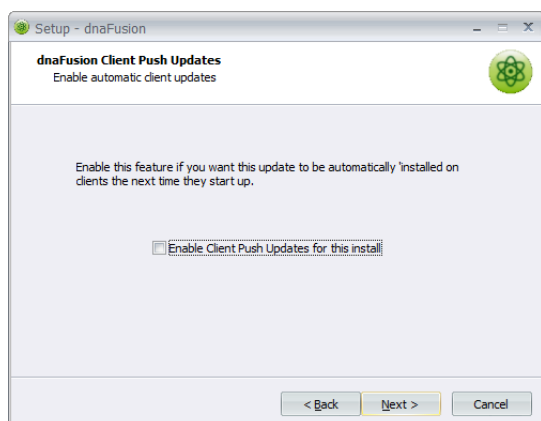 Setup - dnaFusion
dnaFusion Client Push Updates
Enable automatic client updates
Enable this feature if you want this update to be automatically 'installed on
clients the next time they start up.
Enable Client Push Updates for this install
< Back Next > Cancel